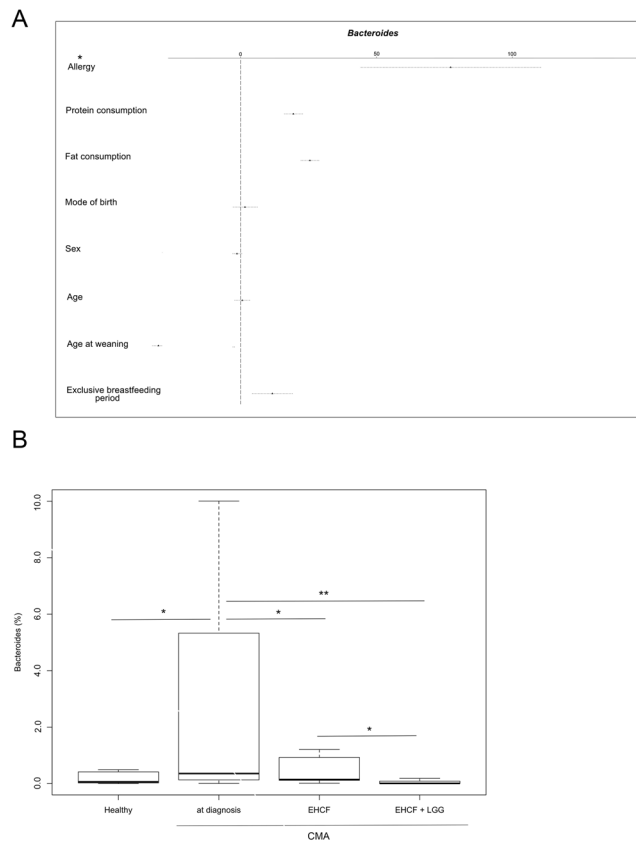 A
Bacteroides
*
0
50
100
Allergy
Protein consumption
Fat consumption
Mode of birth
Sex
Age
Age at weaning
Exclusive breastfeeding
period
B
10.0
8.0
6.0
4.0
2.0
0.0
Bacteroides (%)
**
*
*
*
Healthy
at diagnosis
EHCF
EHCF + LGG
CMA